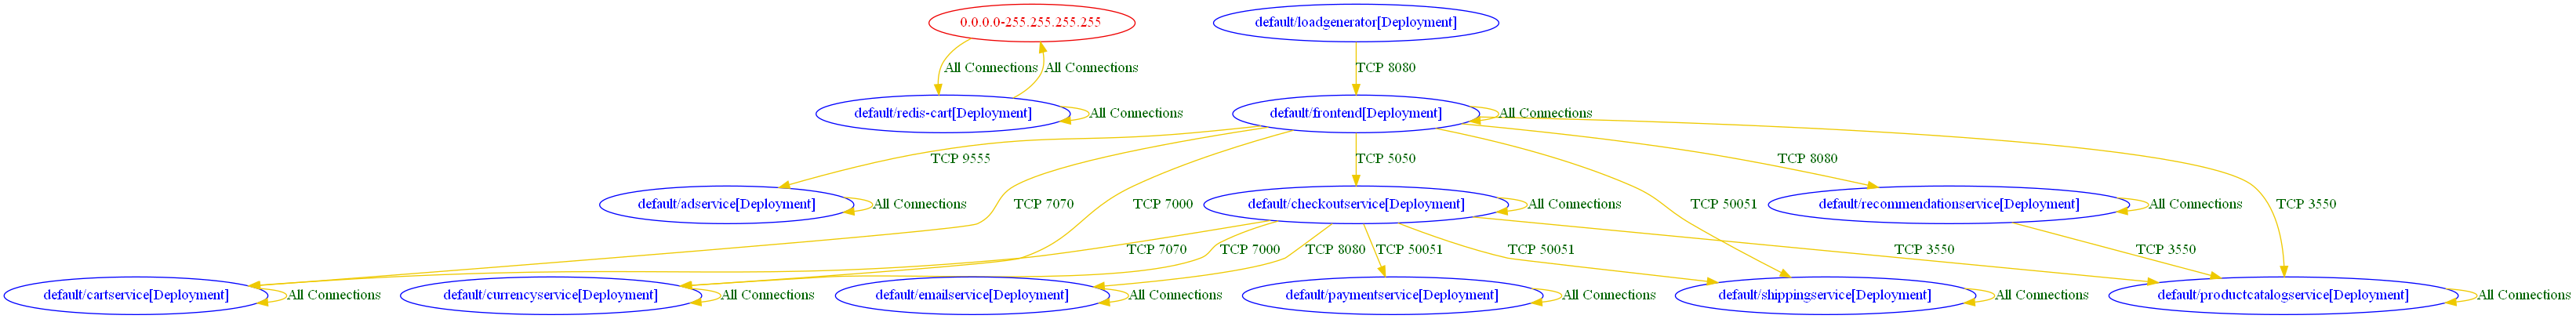 0.0.0.0-255.255.255.255
default/loadgenerator[Deployment]
All Connections
All Connections
TCP 8080
default/redis-cart[Deployment]
All Connections
default/frontend[Deployment]
All Connections
TCP 9555
TCP 5050
TCP 8080
default/adservice[Deployment]
All Connections
TCP 7070
TCP 7000
default/checkoutservice[Deployment]
All Connections
TCP 50051
default/recommendationservice[Deployment]
All Connections
TCP 3550
TCP 7070
TCP 7000
TCP 8080
TCP 50051
TCP 50051
TCP 3550
TCP 3550
default/cartservice[Deployment]
All Connections
default/currencyservice[Deployment]
All Connections
default/emailservice[Deployment]
All Connections
default/paymentservice[Deployment]
All Connections
default/shippingservice[Deployment]
All Connections
default/productcatalogservice[Deployment]
All Connections